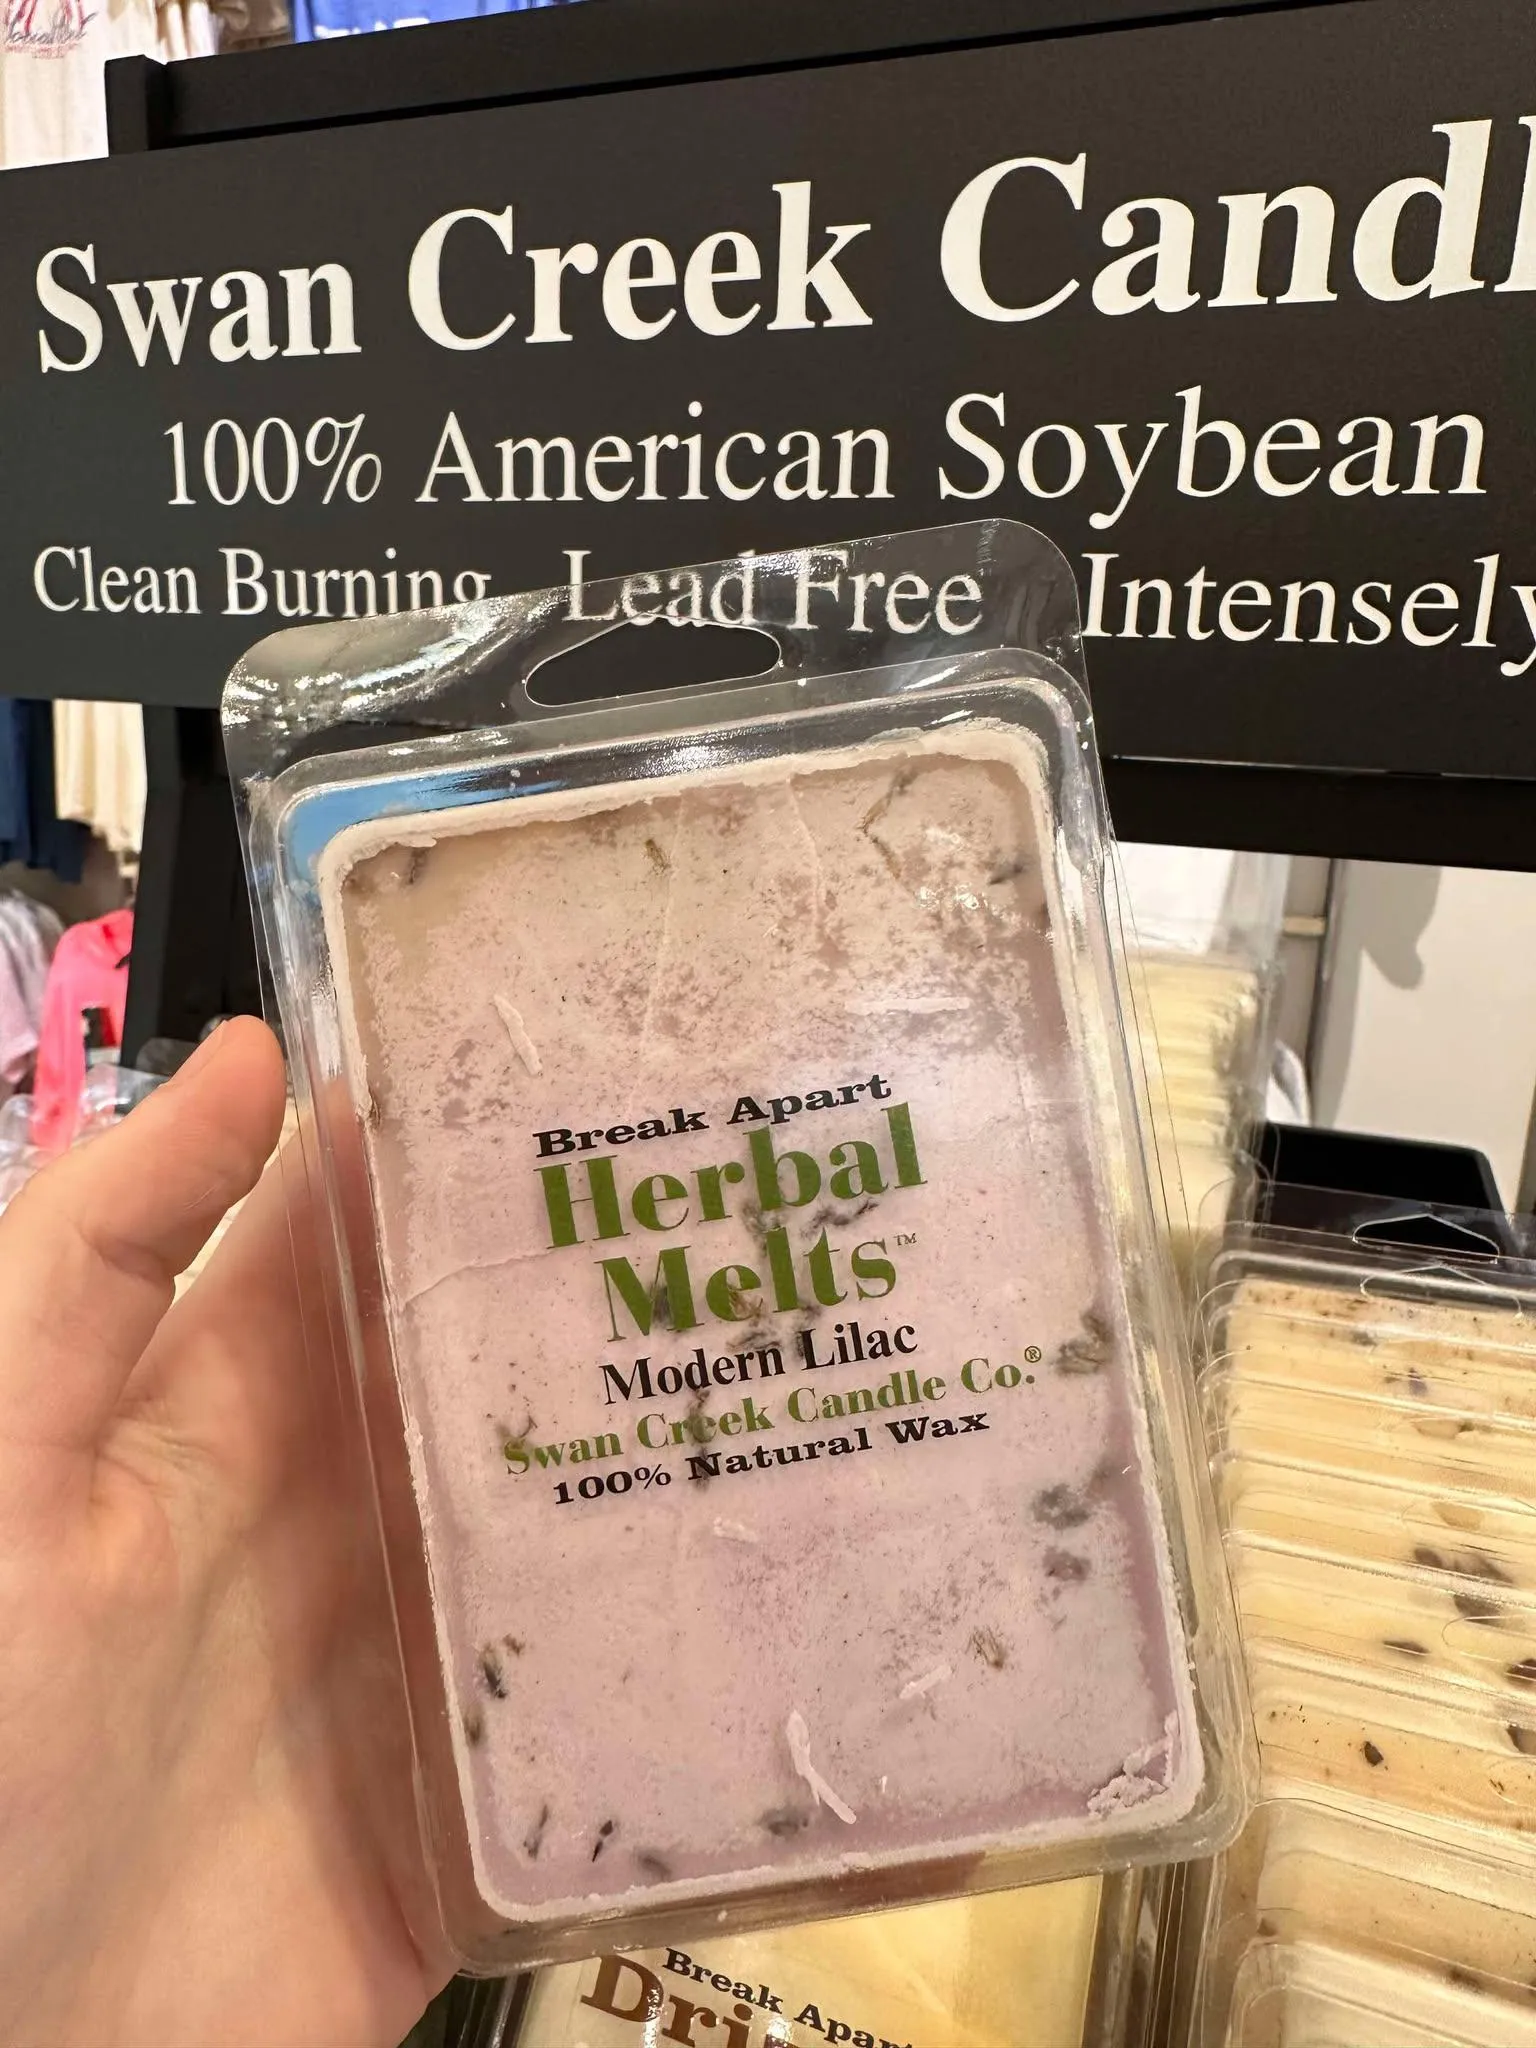 Swan Creek Candl
100% American Soybean
Clean Burning Lead Free Intensely
Break Apart
Herbal
Melts™
Modern Lilac
Swan Creek Candle Co.®
100% Natural Wax
Break Apart
Dri